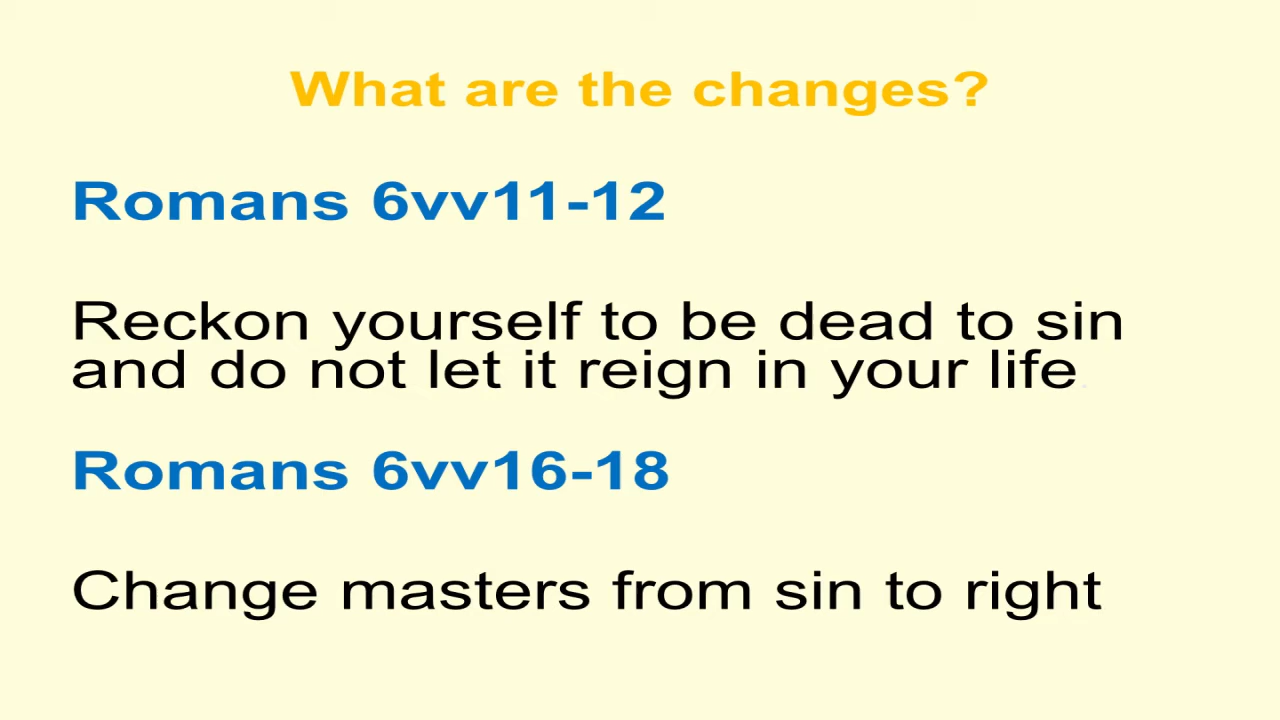 What are the changes?
Romans 6vv11-12
Reckon yourself to be dead to sin
and do not let it reign in your life.
Romans 6vv16-18
Change masters from sin to right